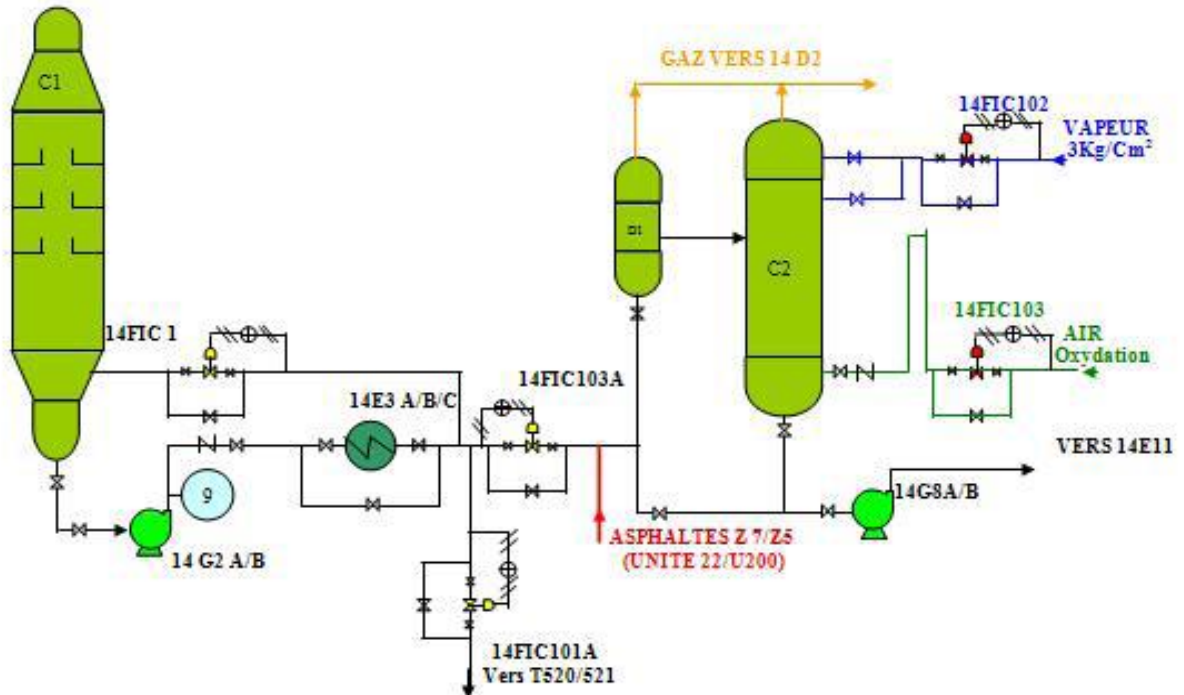 C1
GAZ VERS 14 D2
14FIC102
VAPEUR
3Kg/Cm²
D1
C2
14FIC103
AIR
Oxydation
14FIC 1
14FIC103A
14E3 A/B/C
VERS 14E11
9
14G8A/B
14 G2 A/B
ASPHALTES Z 7/Z5
(UNITE 22/U200)
14FIC101A
Vers T520/521